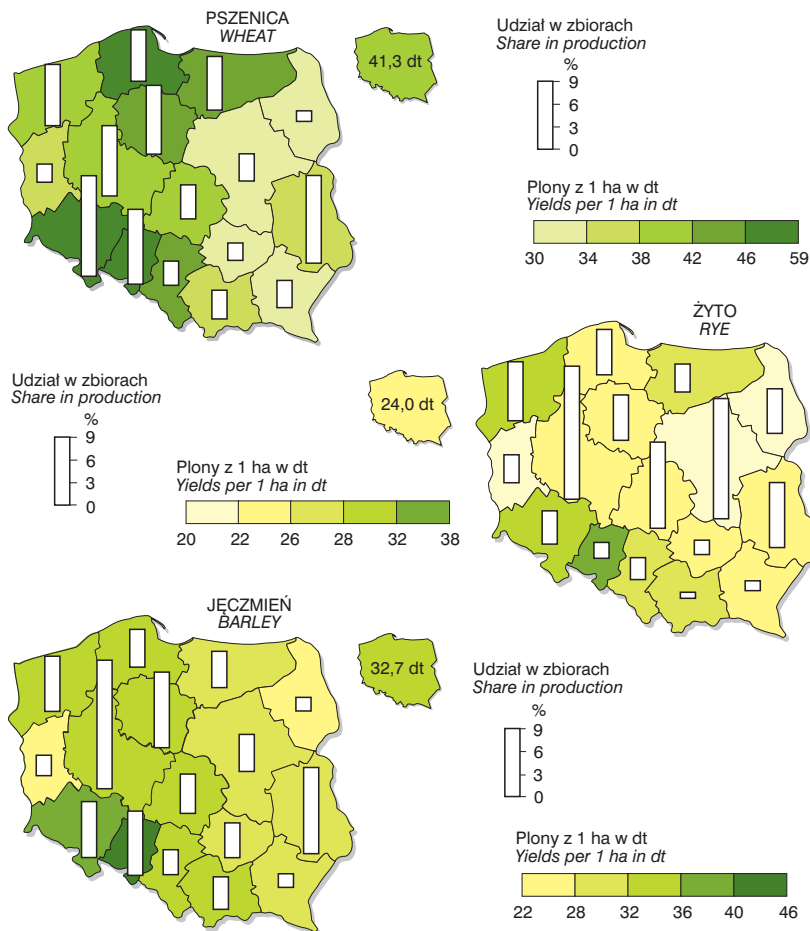 PSZENICA
WHEAT
41,3 dt
Udział w zbiorach
Share in production
%
9
6
3
0
Plony z 1 ha w dt
Yields per 1 ha in dt
30 34 38 42 46 59
ŻYTO
RYE
Udział w zbiorach
Share in production
%
9
6
3
0
24,0 dt
Plony z 1 ha w dt
Yields per 1 ha in dt
20 22 26 28 32 38
JĘCZMIEŃ
BARLEY
32,7 dt
Udział w zbiorach
Share in production
%
9
6
3
0
Plony z 1 ha w dt
Yields per 1 ha in dt
22 28 32 36 40 46